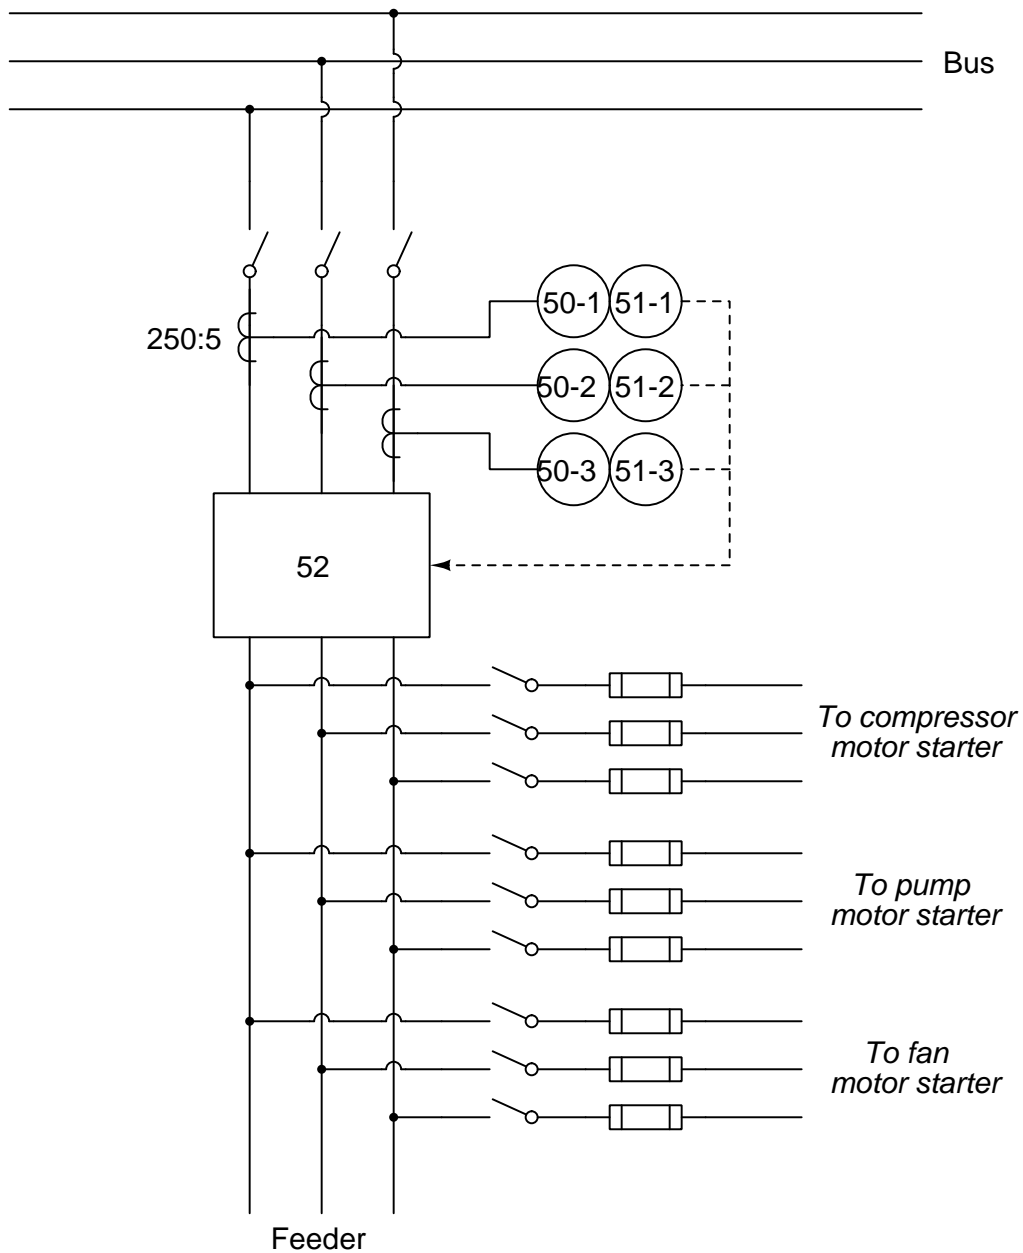 Bus
50-1 51-1
250:5
50-2 51-2
50-3 51-3
52
To compressor
motor starter
To pump
motor starter
To fan
motor starter
Feeder